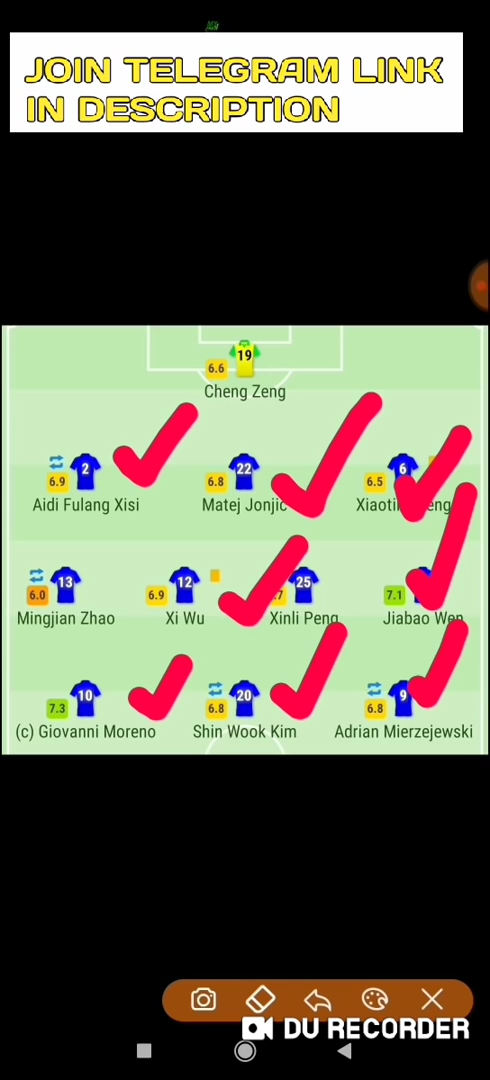 JOIN TELEGRAM LINK
IN DESCRIPTION
19
6.6
Cheng Zeng
2 22 6
6.9 6.8 6.5
Aidi Fulang Xisi Matej Jonjic
13 12 25
6.0 6.9 7.1
Mingjian Zhao Xi Wu Xinli Peng Jiabao Wen
10 20 9
7.3 6.8 6.8
(c) Giovanni Moreno Shin Wook Kim Adrian Mierzejewski
DU RECORDER